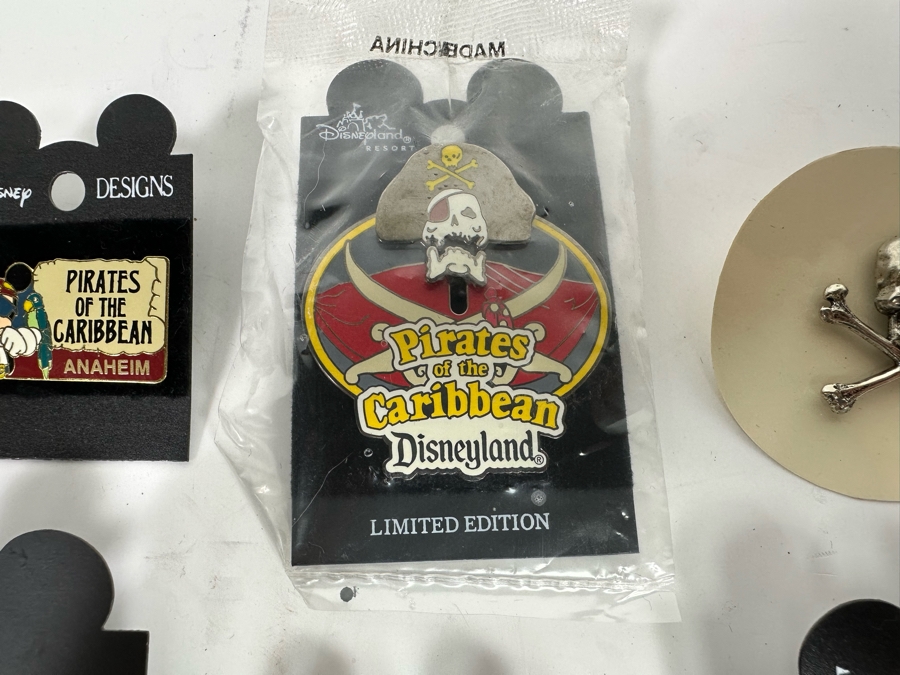 MADE IN CHINA
Disneyland®
RESORT
Pirates
of the
Caribbean
Disneyland®
LIMITED EDITION
DESIGNS
PIRATES
OF THE
CARIBBEAN
ANAHEIM